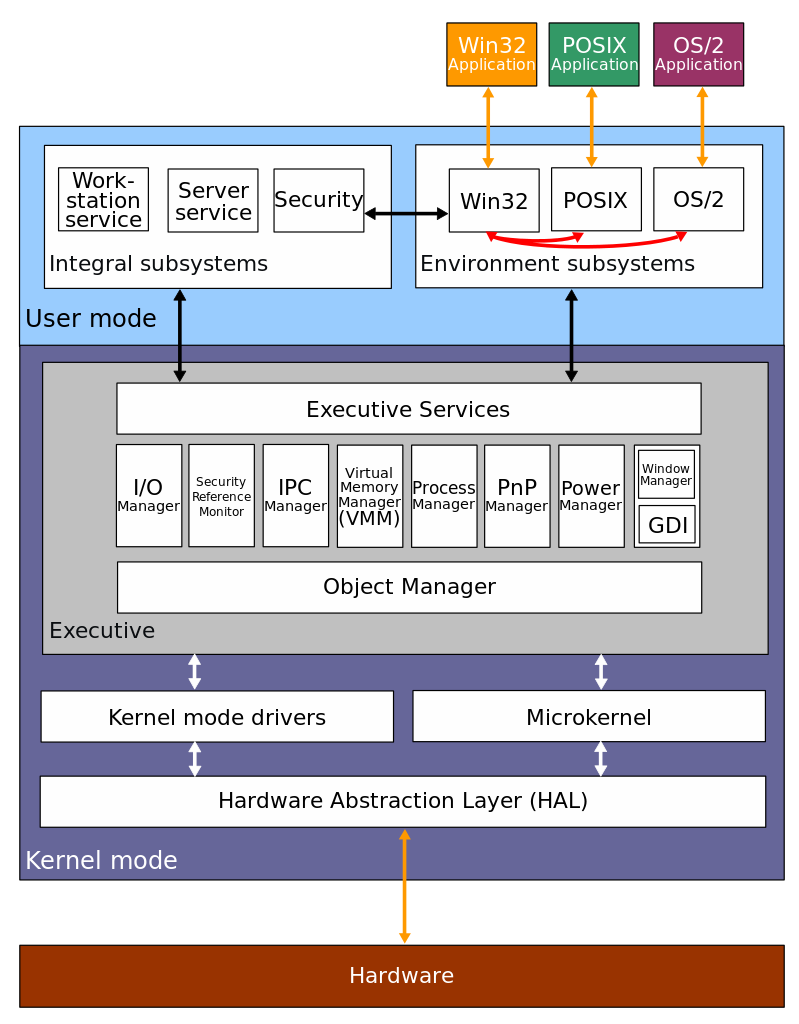 Win32
Application
POSIX
Application
OS/2
Application
Work-
station
service
Server
service
Security
Integral subsystems
Win32
POSIX
OS/2
Environment subsystems
User mode
Executive Services
I/O
Manager
Security
Reference
Monitor
IPC
Manager
Virtual
Memory
Manager
(VMM)
Process
Manager
PnP
Manager
Power
Manager
Window
Manager
GDI
Object Manager
Executive
Kernel mode drivers
Microkernel
Hardware Abstraction Layer (HAL)
Kernel mode
Hardware